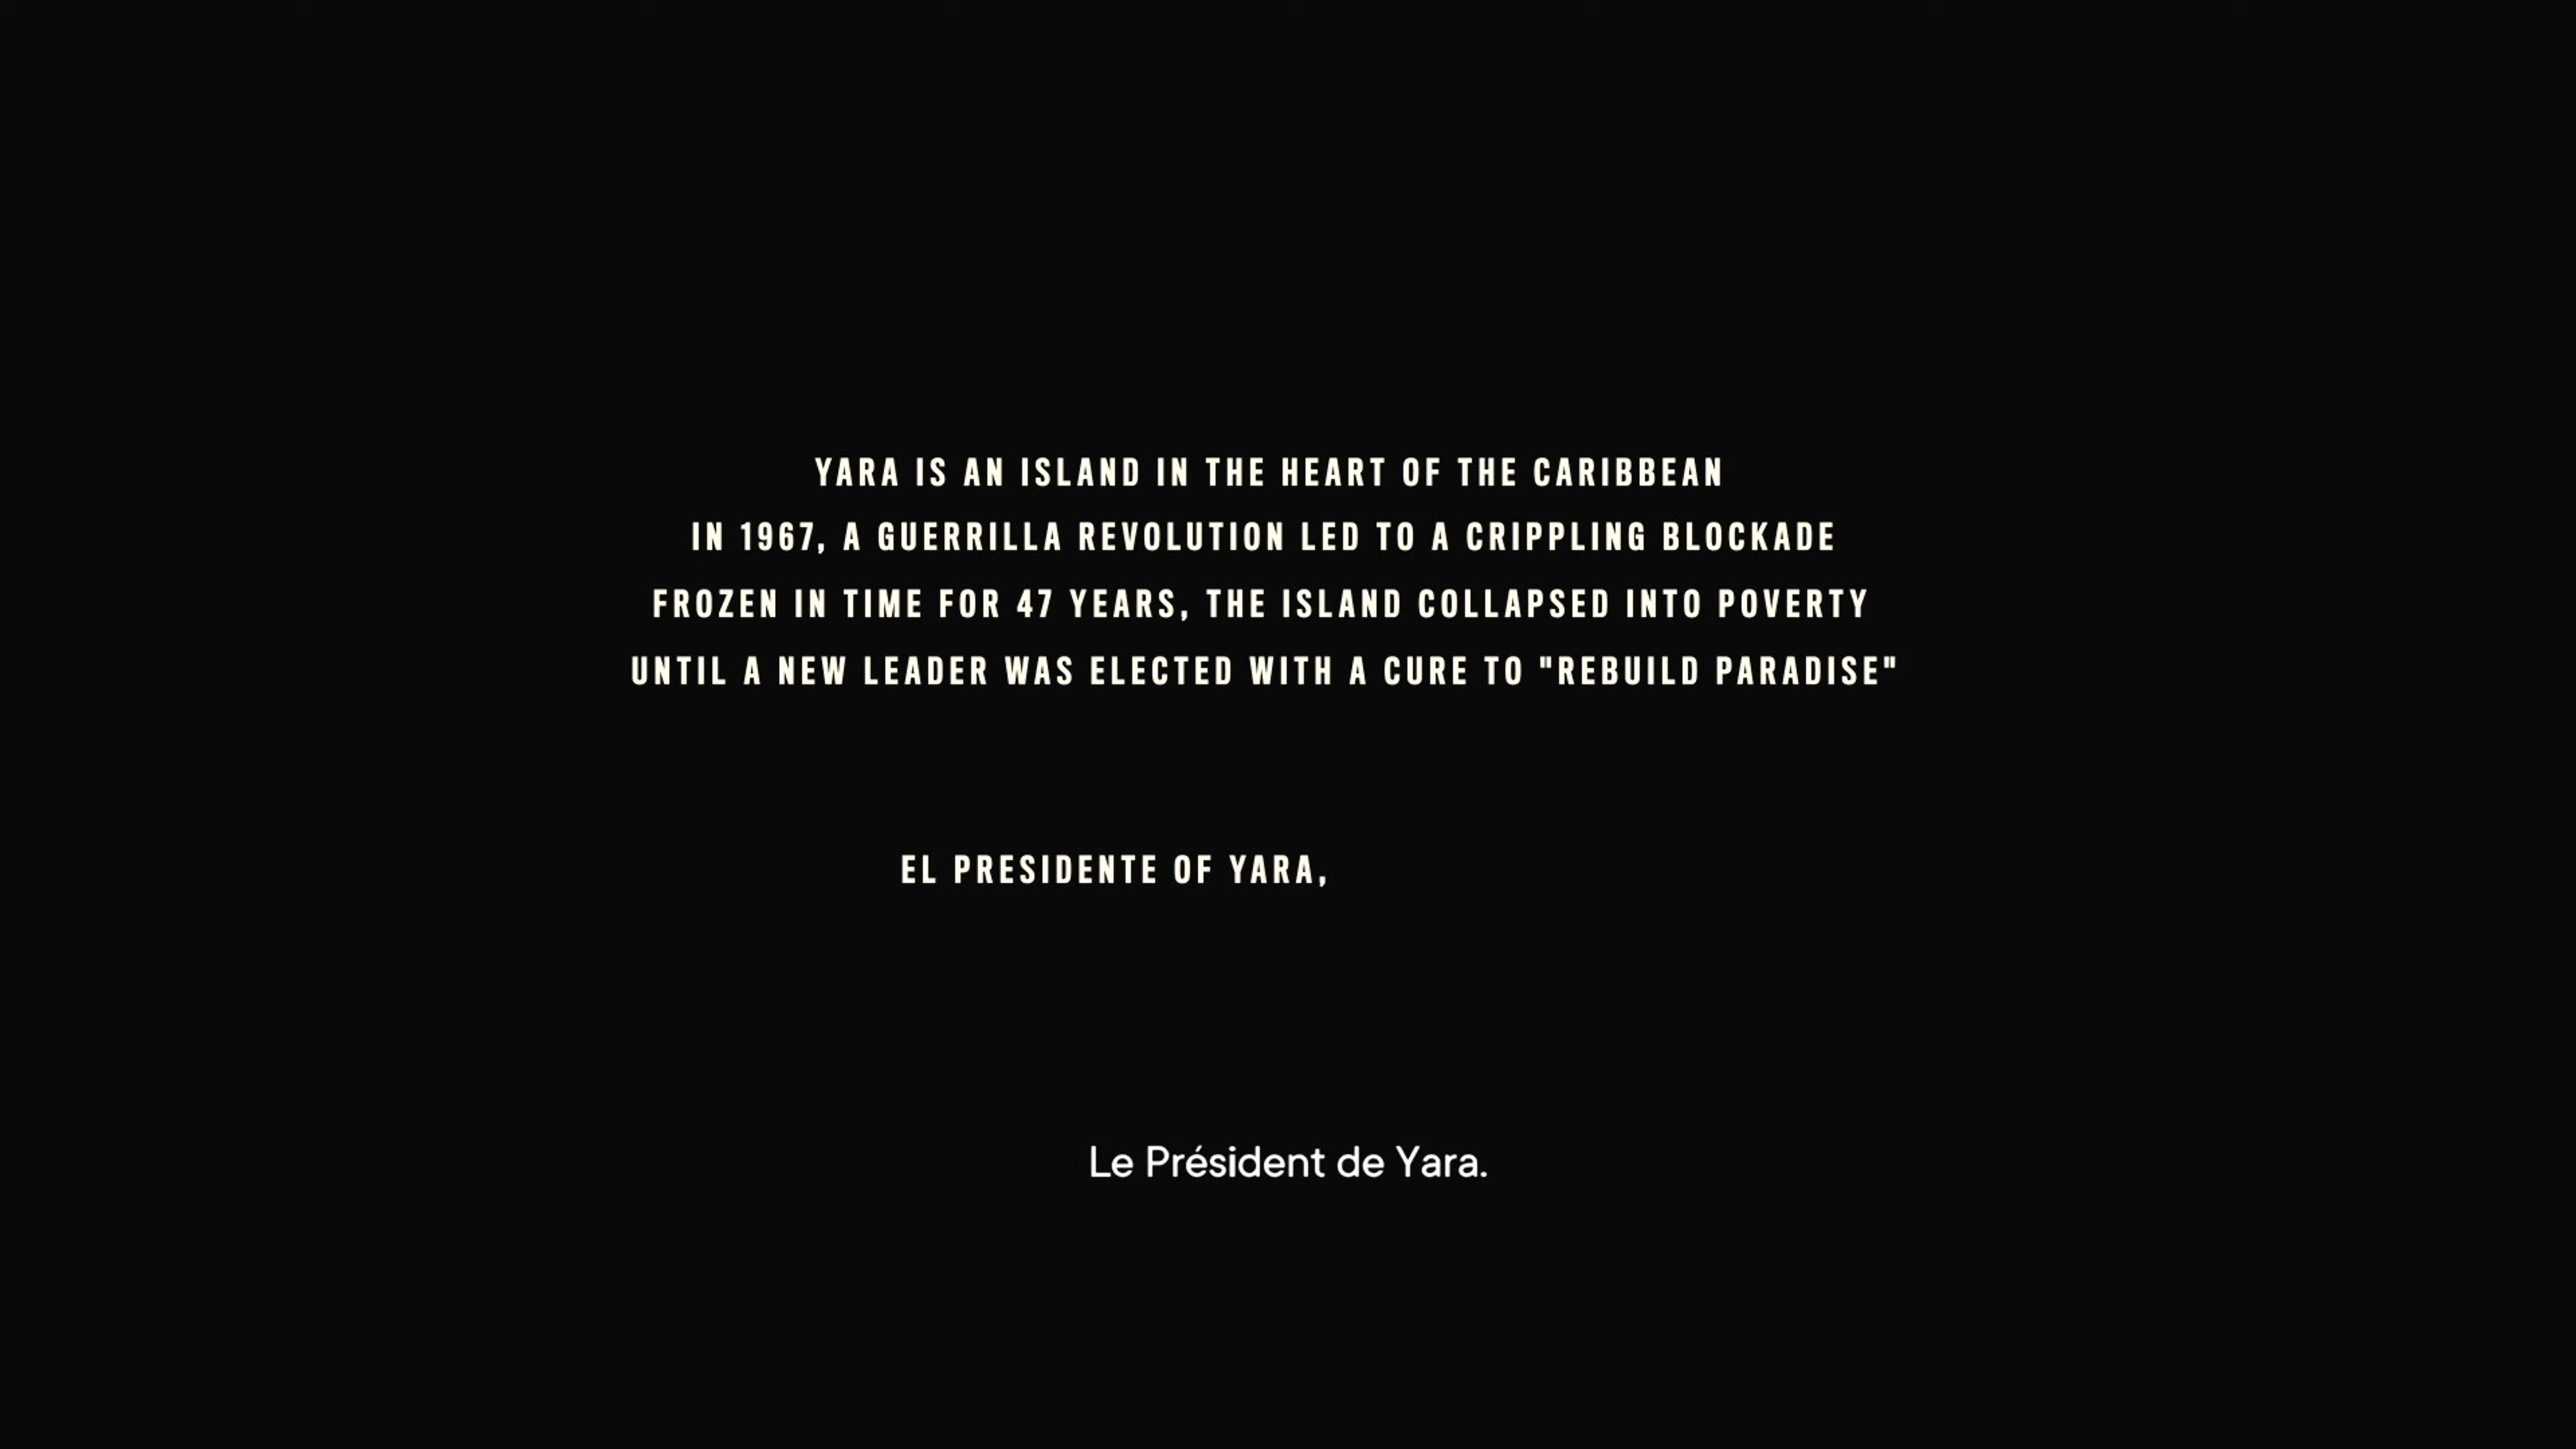 YARA IS AN ISLAND IN THE HEART OF THE CARIBBEAN
IN 1967, A GUERRILLA REVOLUTION LED TO A CRIPPLING BLOCKADE
FROZEN IN TIME FOR 47 YEARS, THE ISLAND COLLAPSED INTO POVERTY
UNTIL A NEW LEADER WAS ELECTED WITH A CURE TO "REBUILD PARADISE"
EL PRESIDENTE OF YARA,
Le Président de Yara.